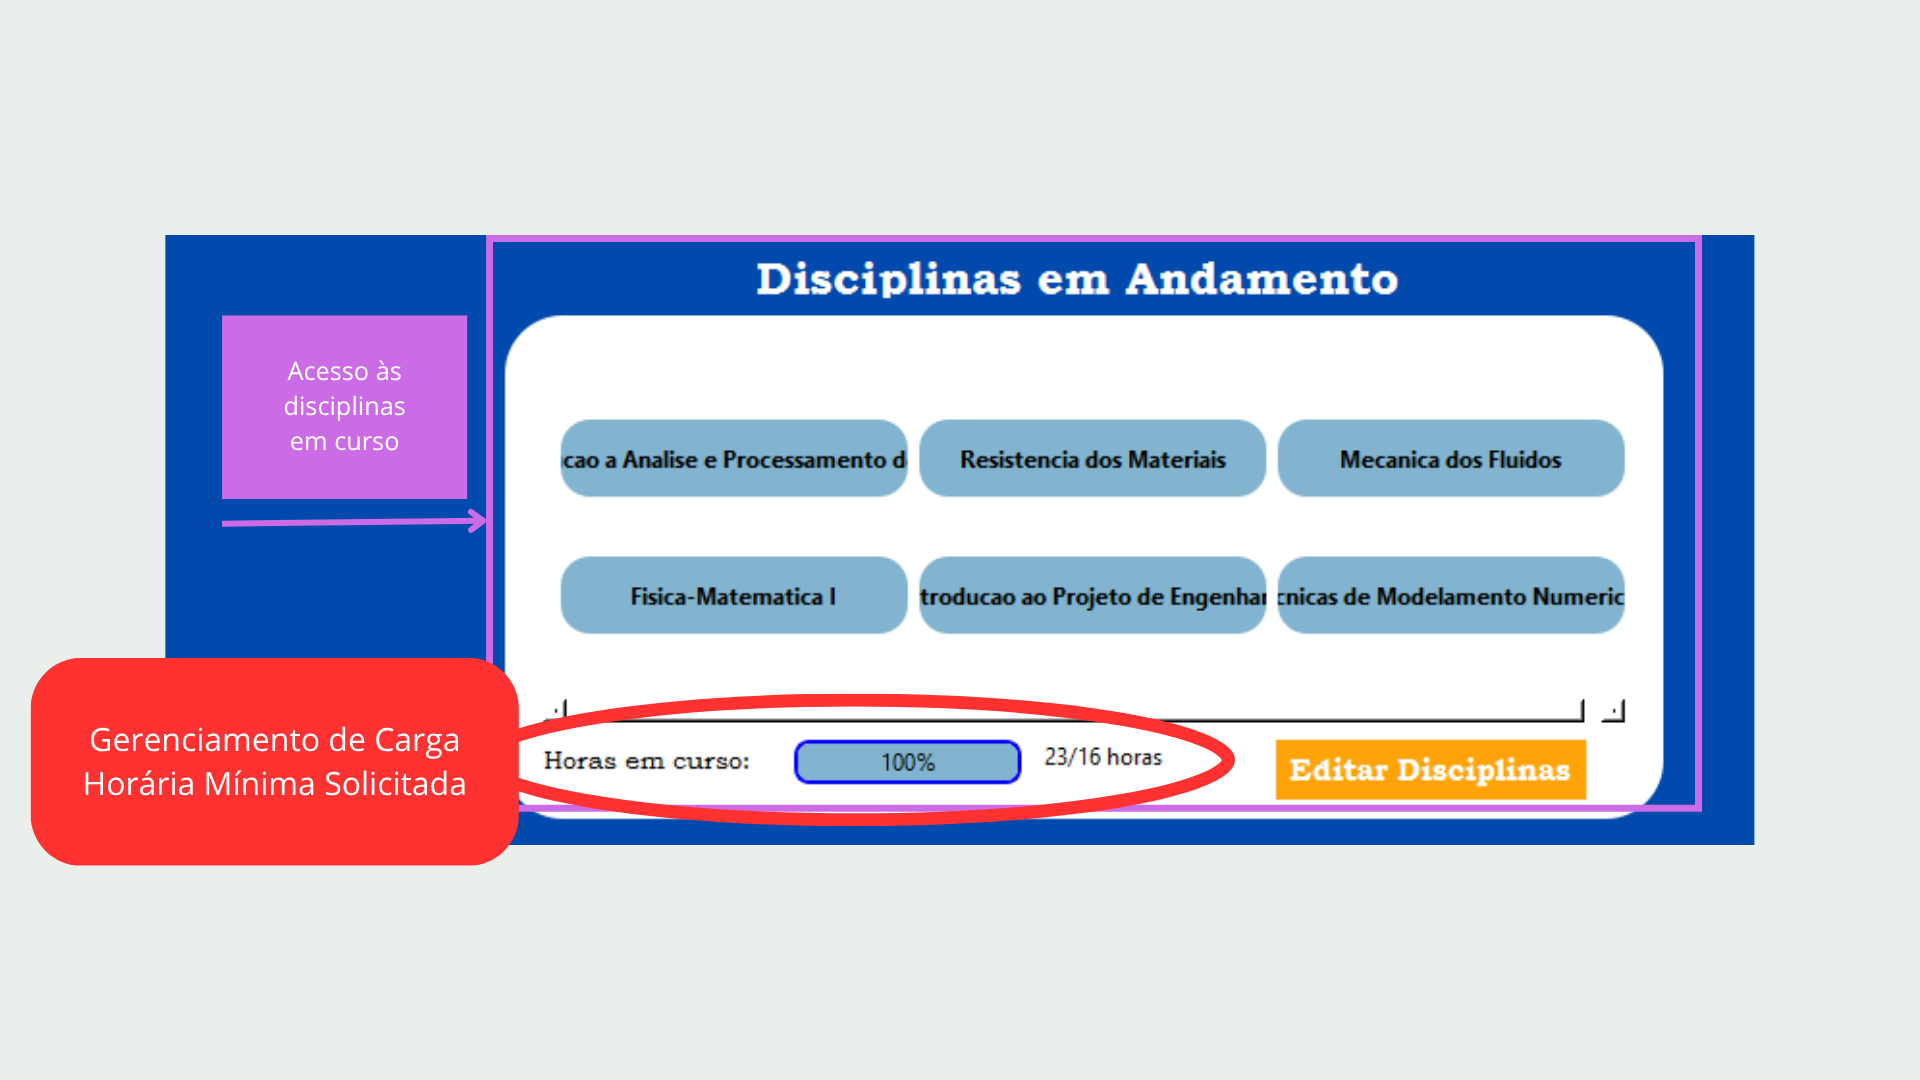 Disciplinas em Andamento
Acesso às
disciplinas
em curso
cao a Analise e Processamento d
Resistencia dos Materiais
Mecanica dos Fluidos
Fisica-Matematica I
troducao ao Projeto de Engenhar
cnicas de Modelamento Numeric
Gerenciamento de Carga
Horária Mínima Solicitada
Horas em curso:
100%
23/16 horas
Editar Disciplinas